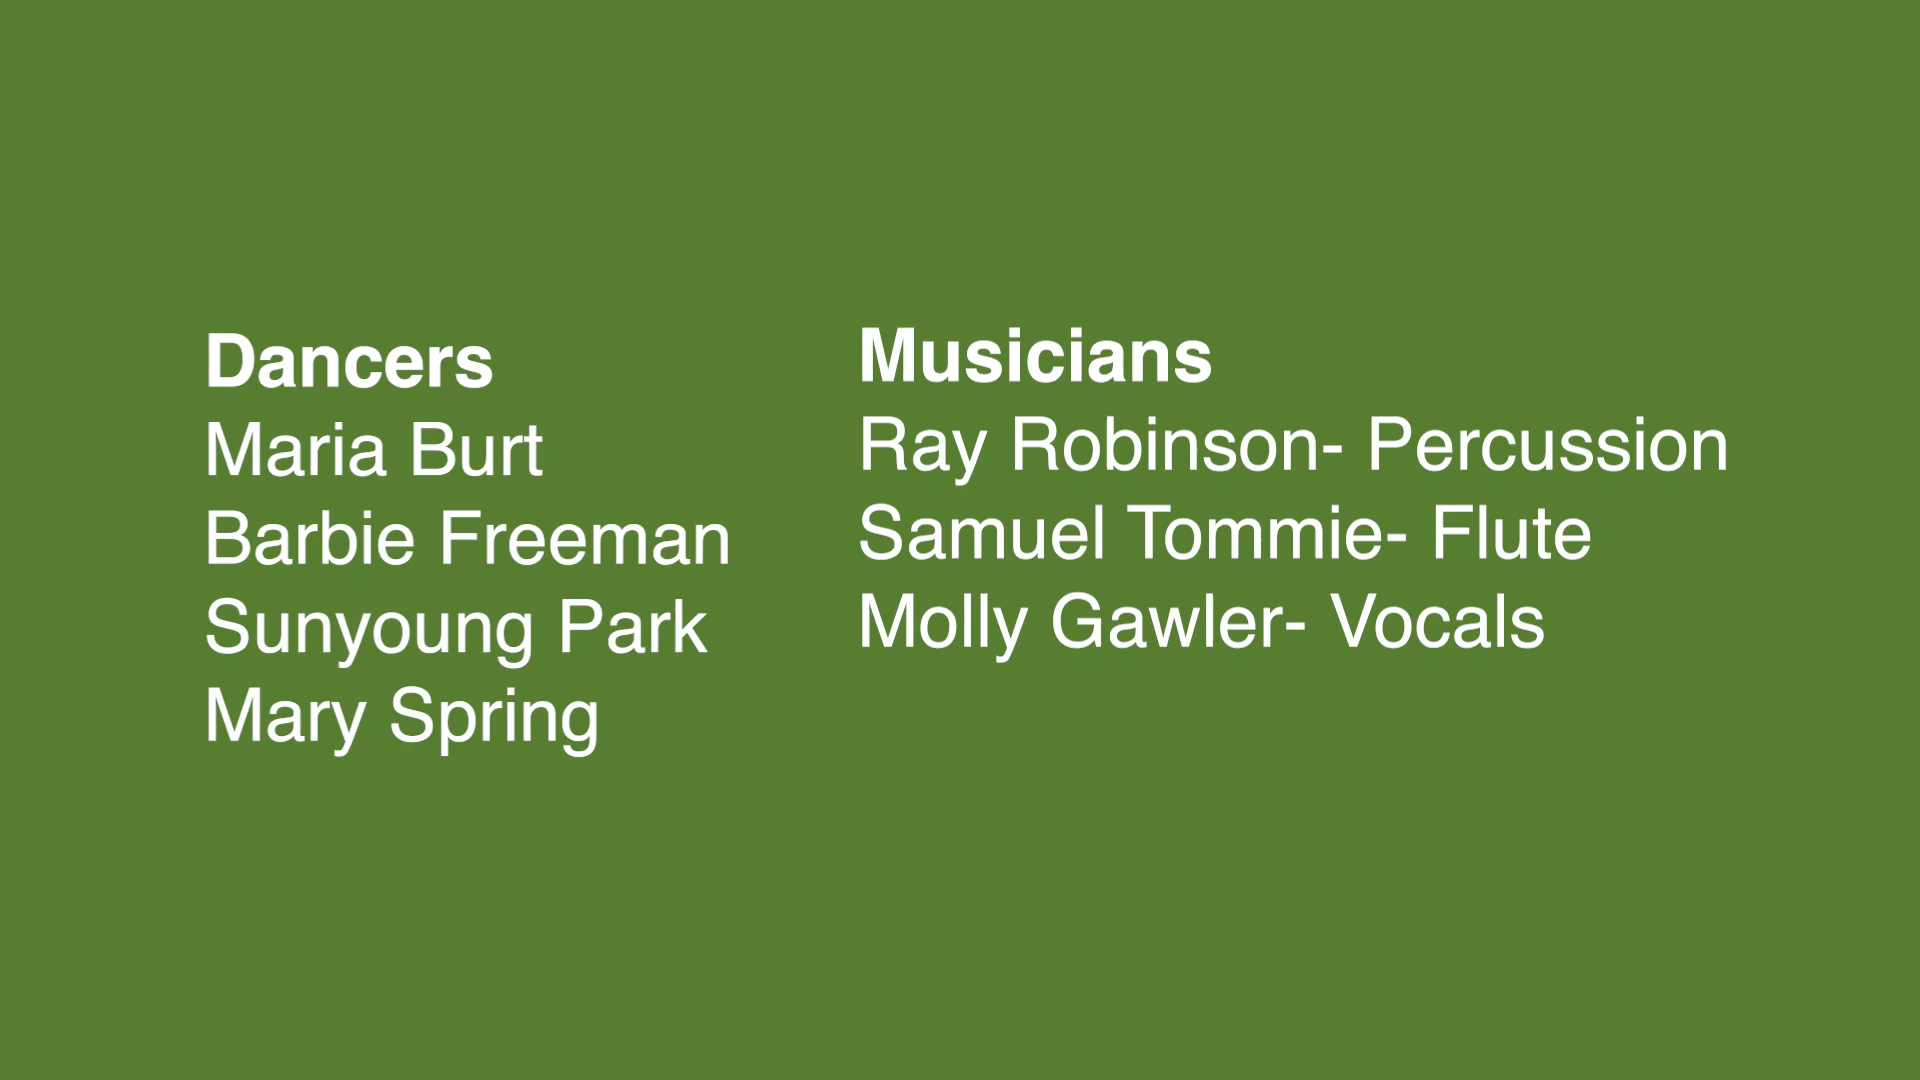 Dancers
Maria Burt
Barbie Freeman
Sunyoung Park
Mary Spring
Musicians
Ray Robinson- Percussion
Samuel Tommie- Flute
Molly Gawler- Vocals